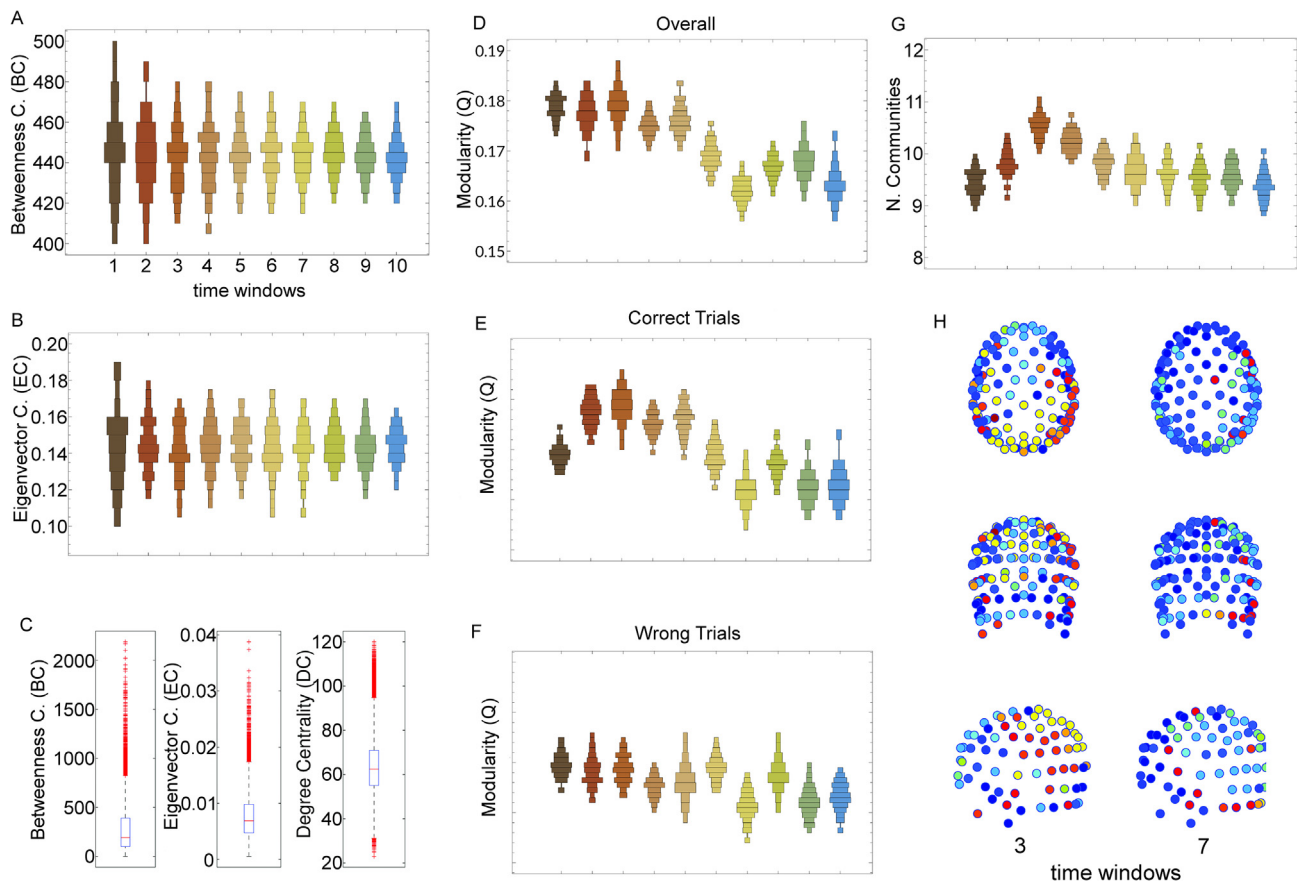 A
Betweenness C. (BC)
500
480
460
440
420
400
1 2 3 4 5 6 7 8 9 10
time windows
B
Eigenvector C. (EC)
0.20
0.18
0.16
0.14
0.12
0.10
C
Betweenness C. (BC)
2000
1500
1000
500
0
Eigenvector C. (EC)
0.04
0.03
0.02
0.01
0
Degree Centrality (DC)
120
100
80
60
40
20
D
Overall
Modularity (Q)
0.19
0.18
0.17
0.16
0.15
E
Correct Trials
Modularity (Q)
F
Wrong Trials
Modularity (Q)
G
N. Communities
12
11
10
9
8
H
3 7
time windows